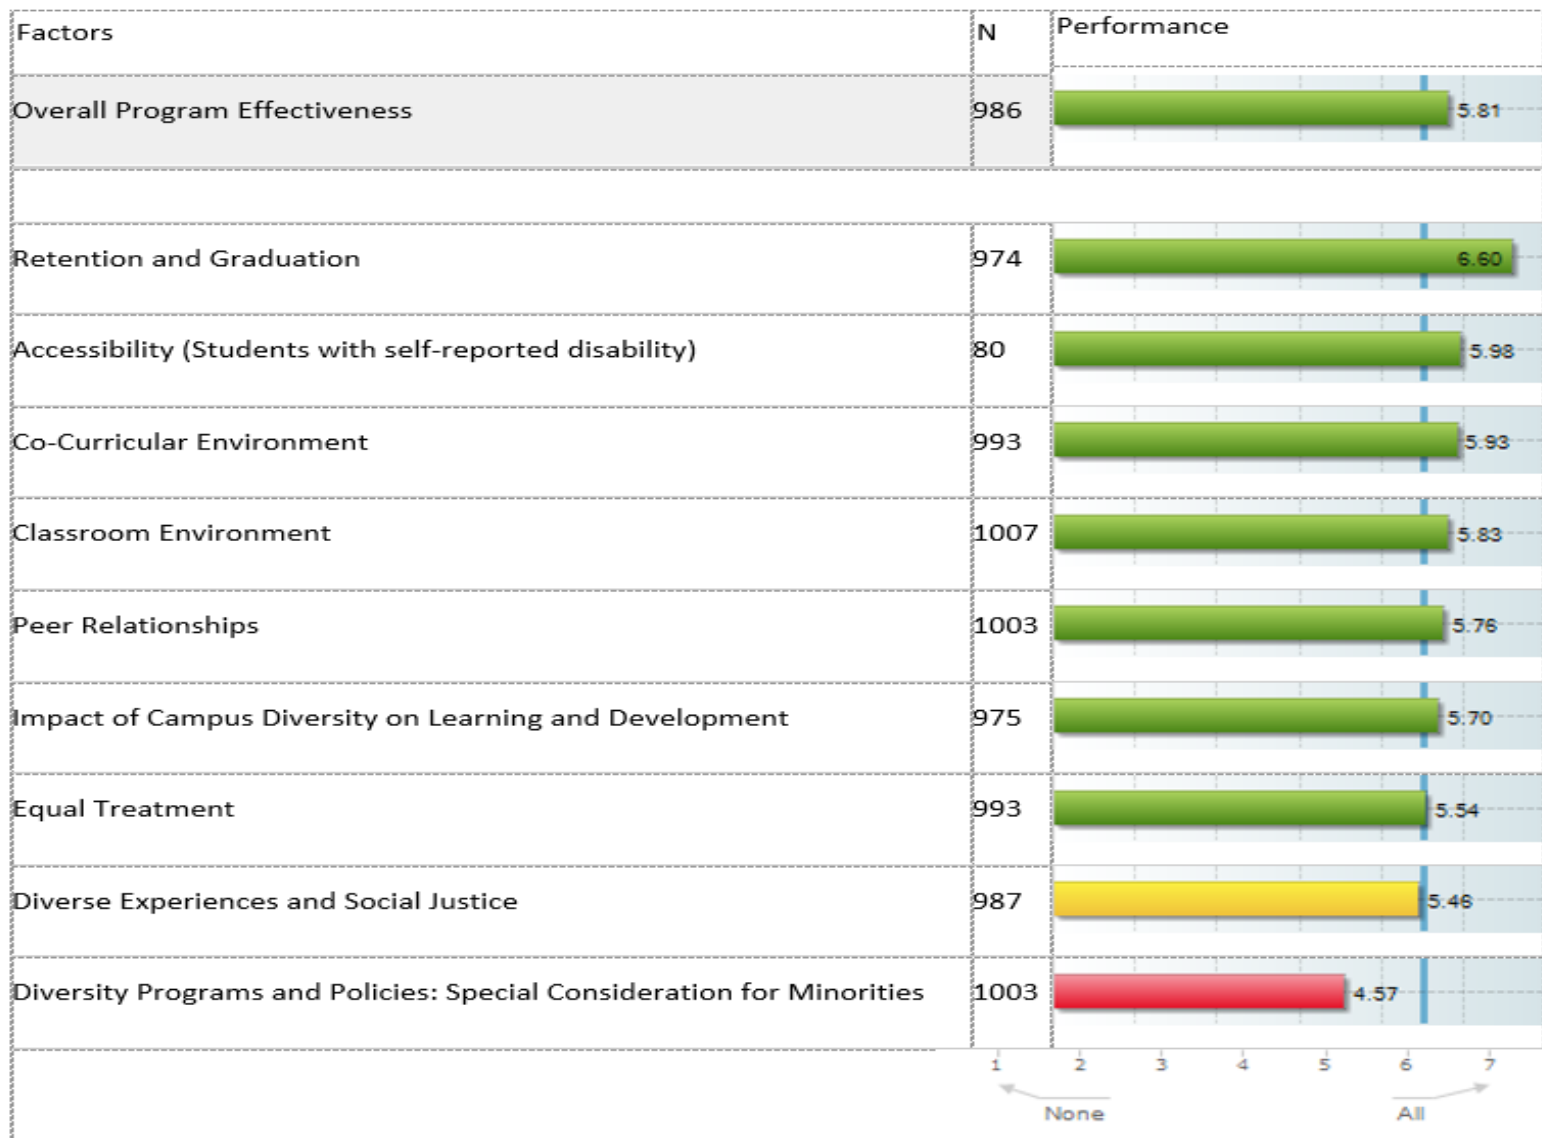 Factors N Performance
Overall Program Effectiveness 986 5.81
Retention and Graduation 974 6.60
Accessibility (Students with self-reported disability) 80 5.98
Co-Curricular Environment 993 5.93
Classroom Environment 1007 5.83
Peer Relationships 1003 5.76
Impact of Campus Diversity on Learning and Development 975 5.70
Equal Treatment 993 5.54
Diverse Experiences and Social Justice 987 5.46
Diversity Programs and Policies: Special Consideration for Minorities 1003 4.57
1 2 3 4 5 6 7
None All